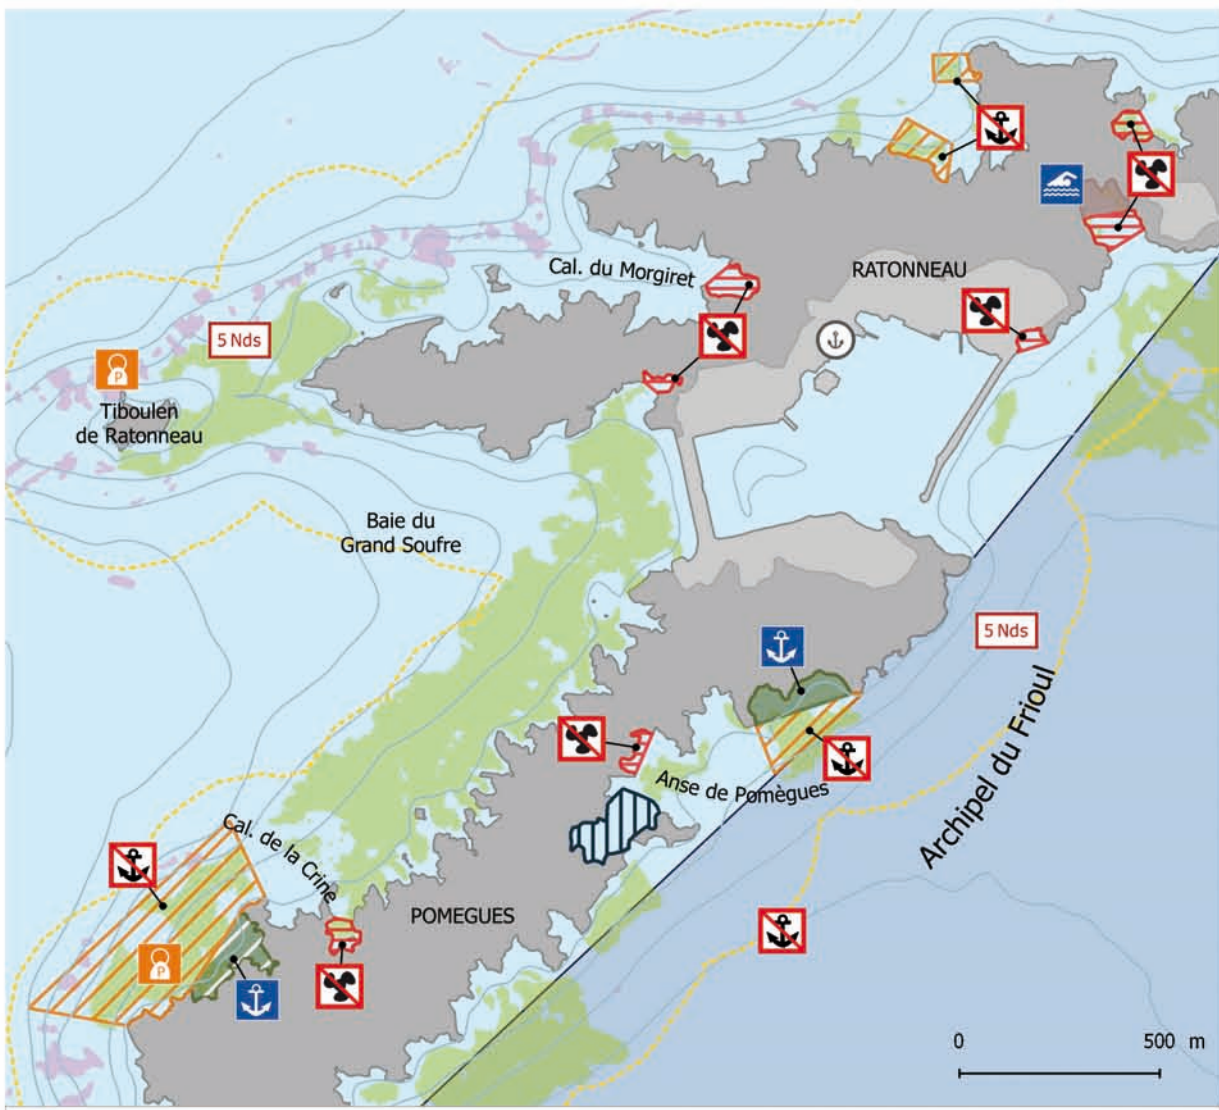 Cal. du Morgiret
RATONNEAU
5 Nds
P
Tiboulen
de Ratonneau
Baie du
Grand Soufre
5 Nds
Archipel du Frioul
Anse de Pomègues
Cal. de la Crine
POMEGUES
P
0 500 m